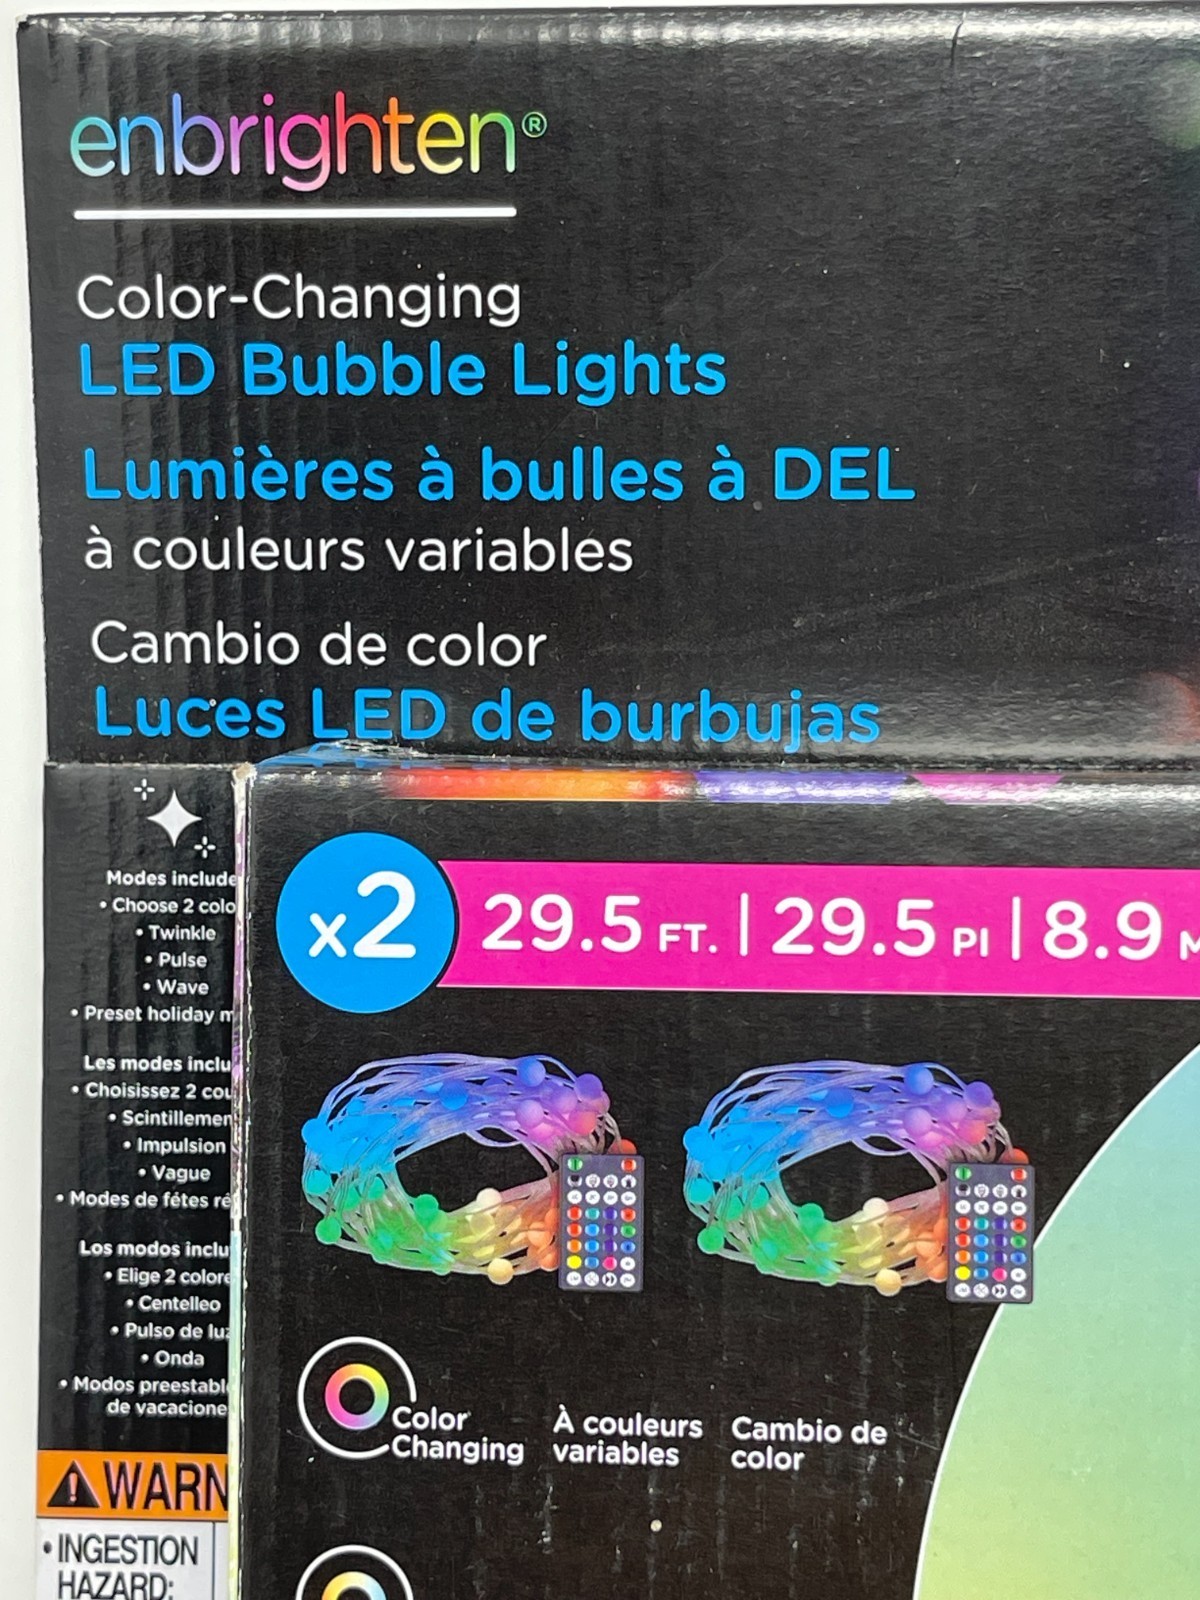 enbrighten®
Color-Changing
LED Bubble Lights
Lumières à bulles à DEL
à couleurs variables
Cambio de color
Luces LED de burbujas
Modes include
• Choose 2 colo
• Twinkle
• Pulse
• Wave
• Preset holiday m
Les modes inclu
• Choisissez 2 cou
• Scintillemen
• Impulsion
• Vague
• Modes de fétes ré
Los modos inclu
• Elige 2 colore
• Centelleo
• Pulso de luz
• Onda
• Modos preestabl
de vacacione
WARN
• INGESTION
HAZARD:
x2
29.5 FT. | 29.5 PI | 8.9 M
Color
Changing
À couleurs
variables
Cambio de
color